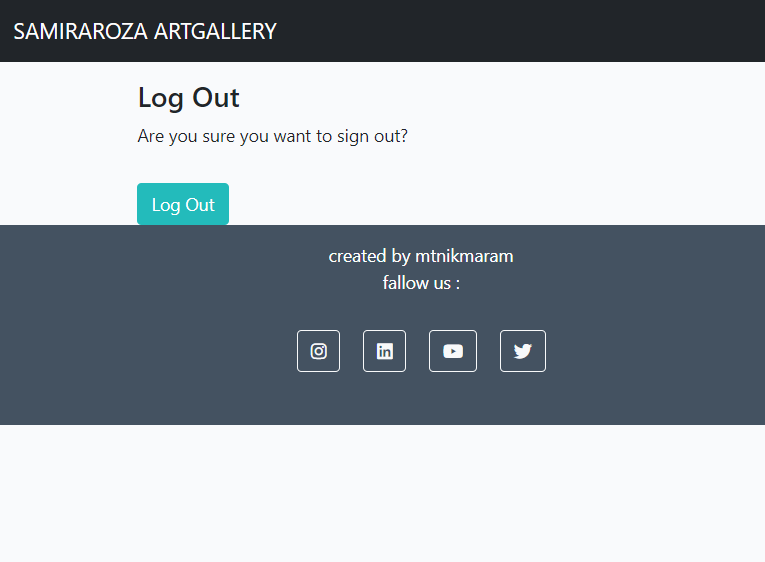 SAMIRAROZA ARTGALLERY
Log Out
Are you sure you want to sign out?
Log Out
created by mtnikmaram
fallow us :